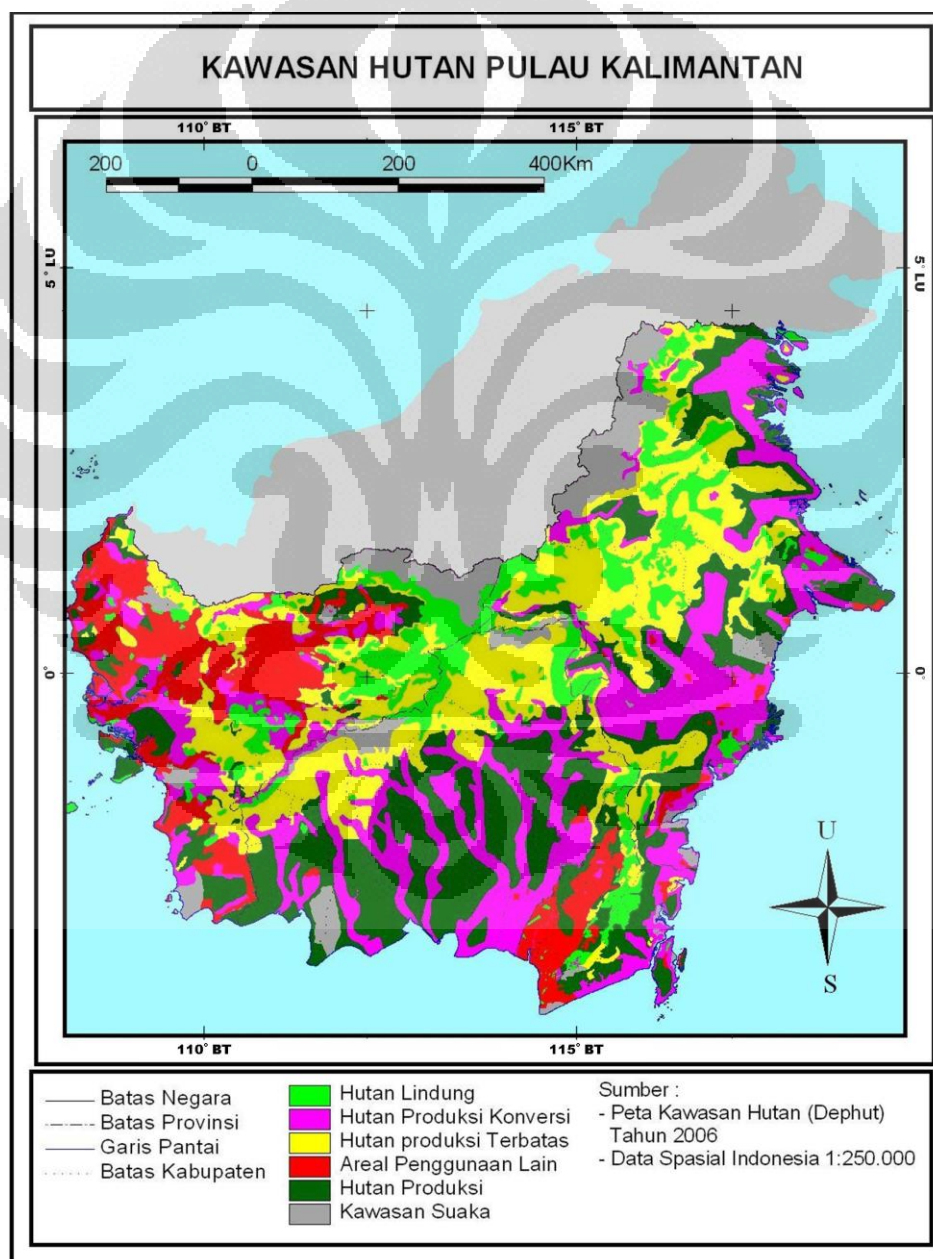 KAWASAN HUTAN PULAU KALIMANTAN
110° BT
115° BT
200
0
200
400Km
5° LU
5° LU
0°
0°
U
S
110° BT
115° BT
Batas Negara
Batas Provinsi
Garis Pantai
Batas Kabupaten
Hutan Lindung
Hutan Produksi Konversi
Hutan produksi Terbatas
Areal Penggunaan Lain
Hutan Produksi
Kawasan Suaka
Sumber :
- Peta Kawasan Hutan (Dephut)
Tahun 2006
- Data Spasial Indonesia 1:250.000